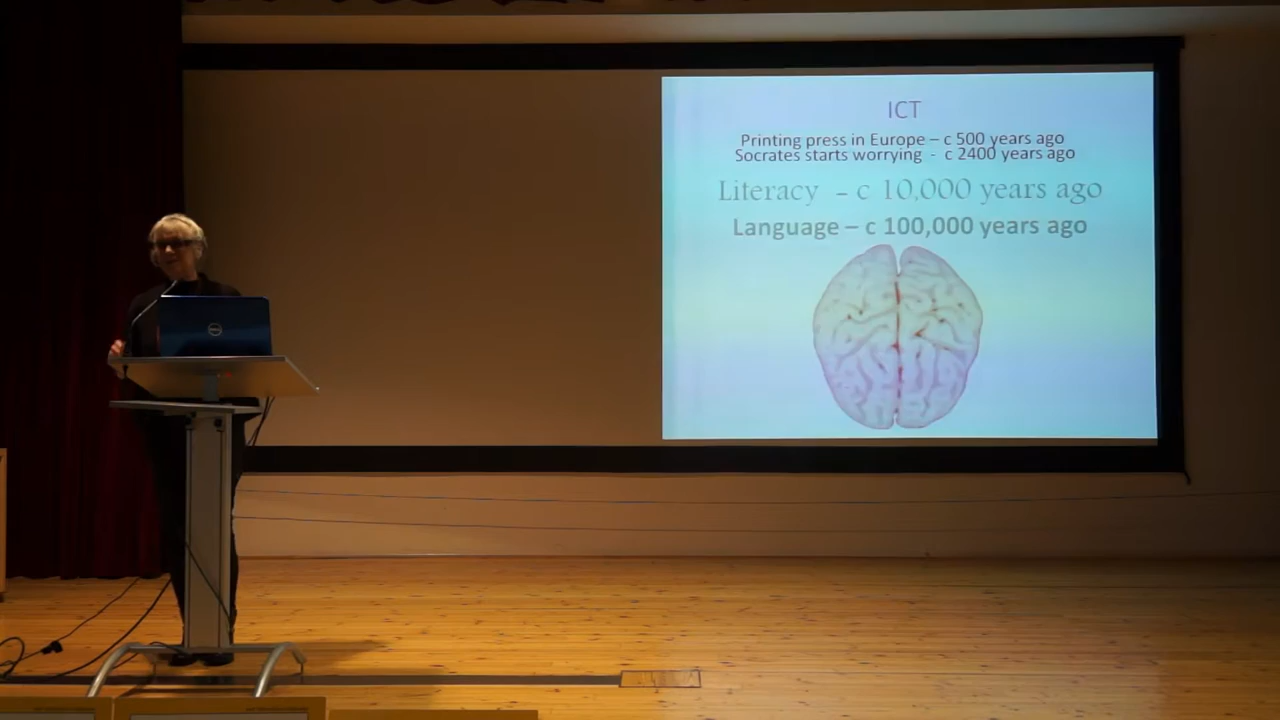 ICT
Printing press in Europe – c 500 years ago
Socrates starts worrying - c 2400 years ago
Literacy – c 10,000 years ago
Language – c 100,000 years ago
DELL